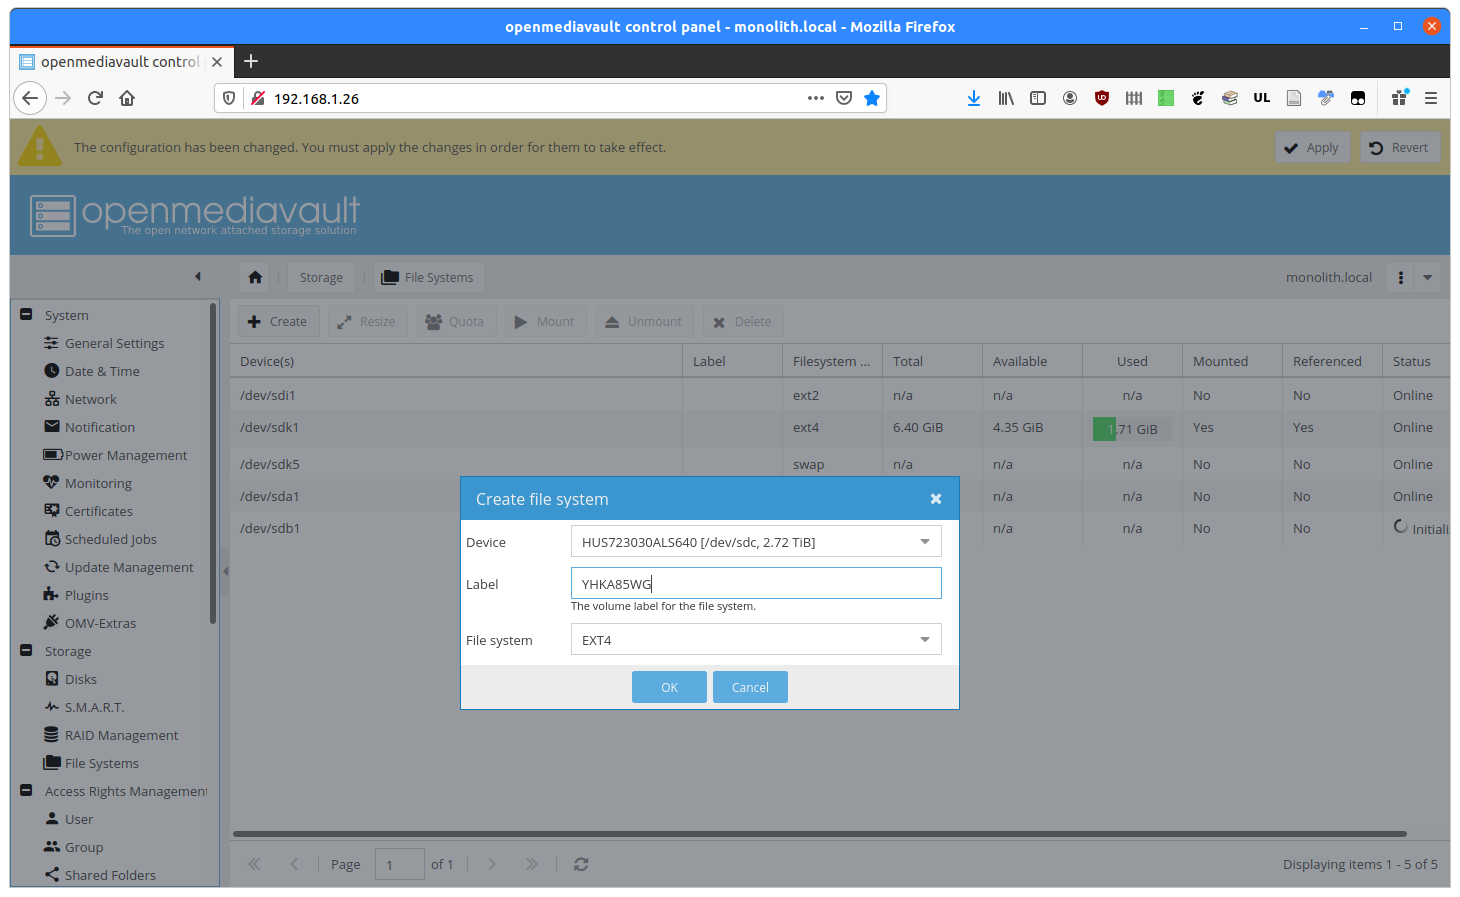 openmediavault control panel - monolith.local - Mozilla Firefox
openmediavault control
192.168.1.26
UL
The configuration has been changed. You must apply the changes in order for them to take effect.
Apply
Revert
openmediavault
The open network attached storage solution
Storage
File Systems
monolith.local
System
General Settings
Date & Time
Network
Notification
Power Management
Monitoring
Certificates
Scheduled Jobs
Update Management
Plugins
OMV-Extras
Storage
Disks
S.M.A.R.T.
RAID Management
File Systems
Access Rights Management
User
Group
Shared Folders
Create
Resize
Quota
Mount
Unmount
Delete
Device(s) Label Filesystem ... Total Available Used Mounted Referenced Status
/dev/sdi1 ext2 n/a n/a n/a No No Online
/dev/sdk1 ext4 6.40 GiB 4.35 GiB 1.71 GiB Yes Yes Online
/dev/sdk5 swap n/a n/a n/a No No Online
/dev/sda1 n/a n/a No No Online
/dev/sdb1 n/a n/a No No Initiali
Create file system
Device HUS723030ALS640 [/dev/sdc, 2.72 TiB]
Label YHKA85WG
The volume label for the file system.
File system EXT4
OK
Cancel
Page 1 of 1
Displaying items 1 - 5 of 5